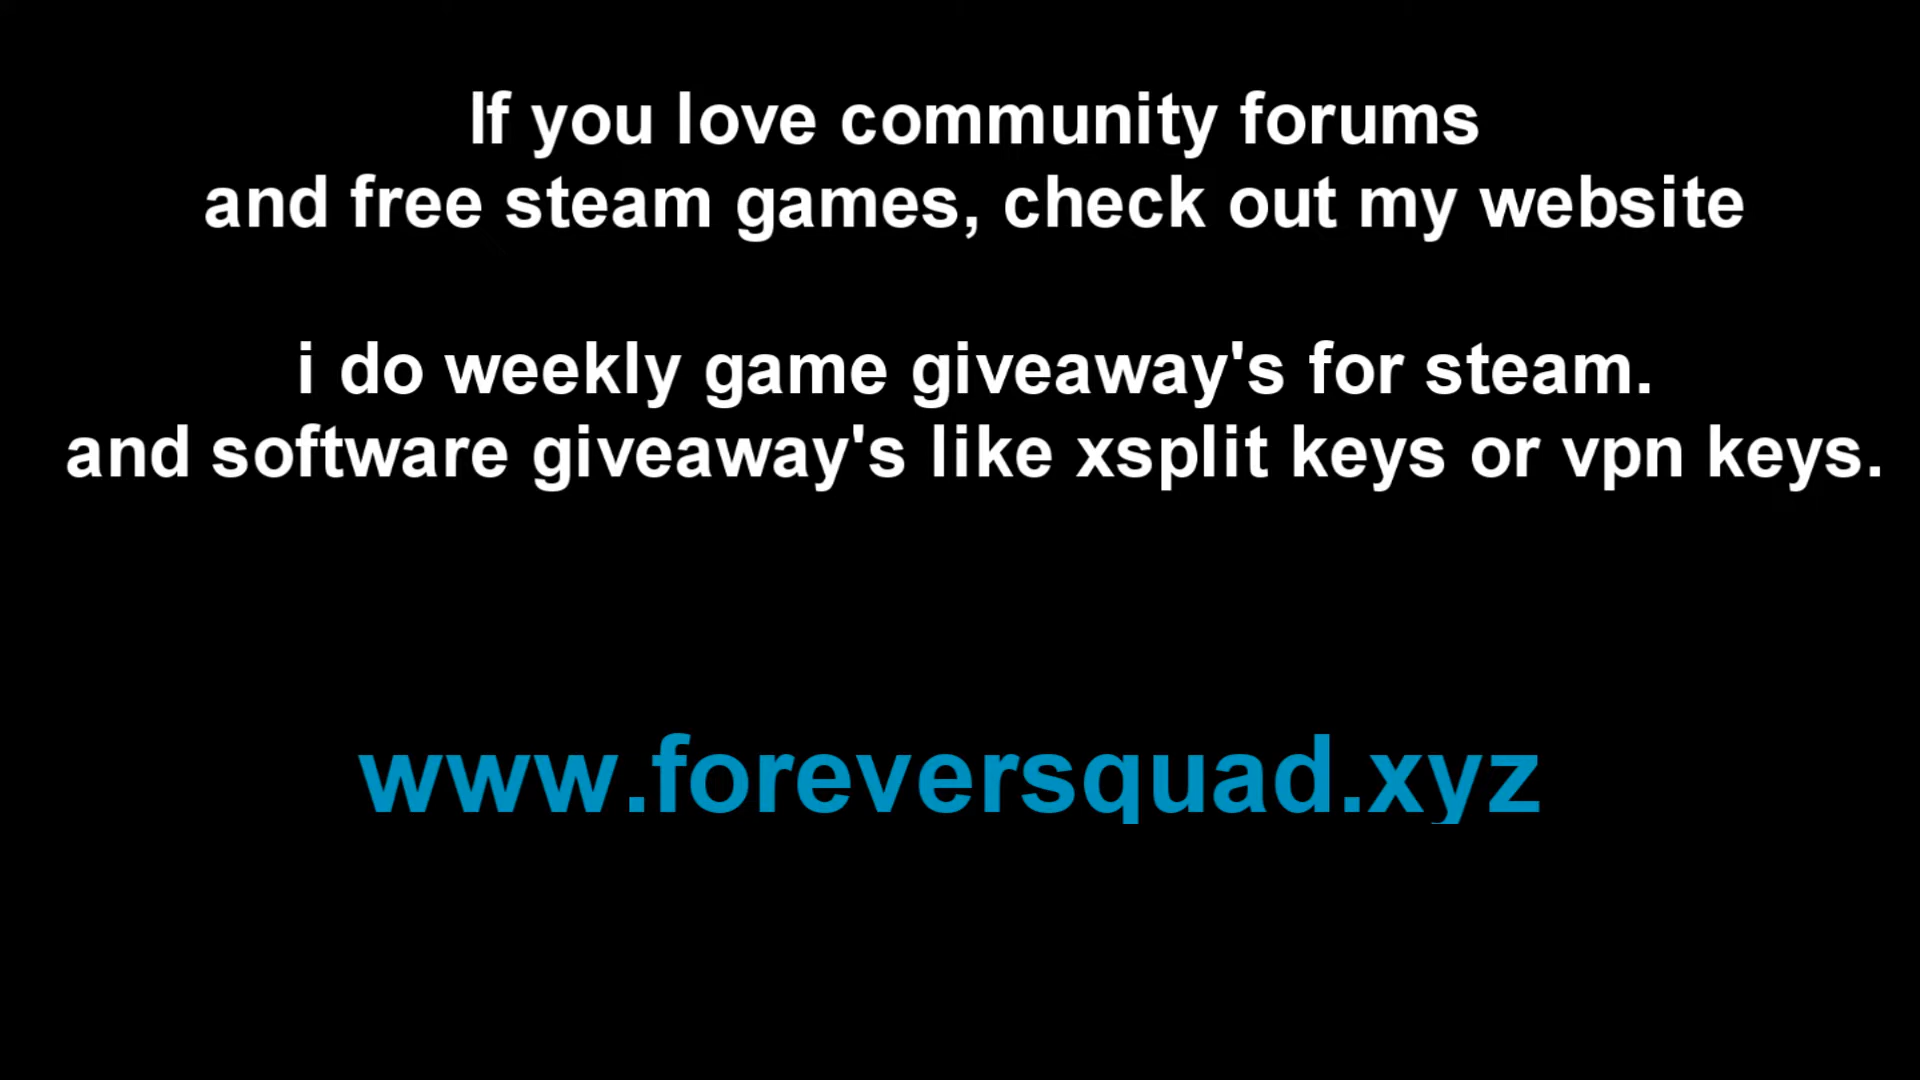 If you love community forums
and free steam games, check out my website
i do weekly game giveaway's for steam.
and software giveaway's like xsplit keys or vpn keys.
www.foreversquad.xyz